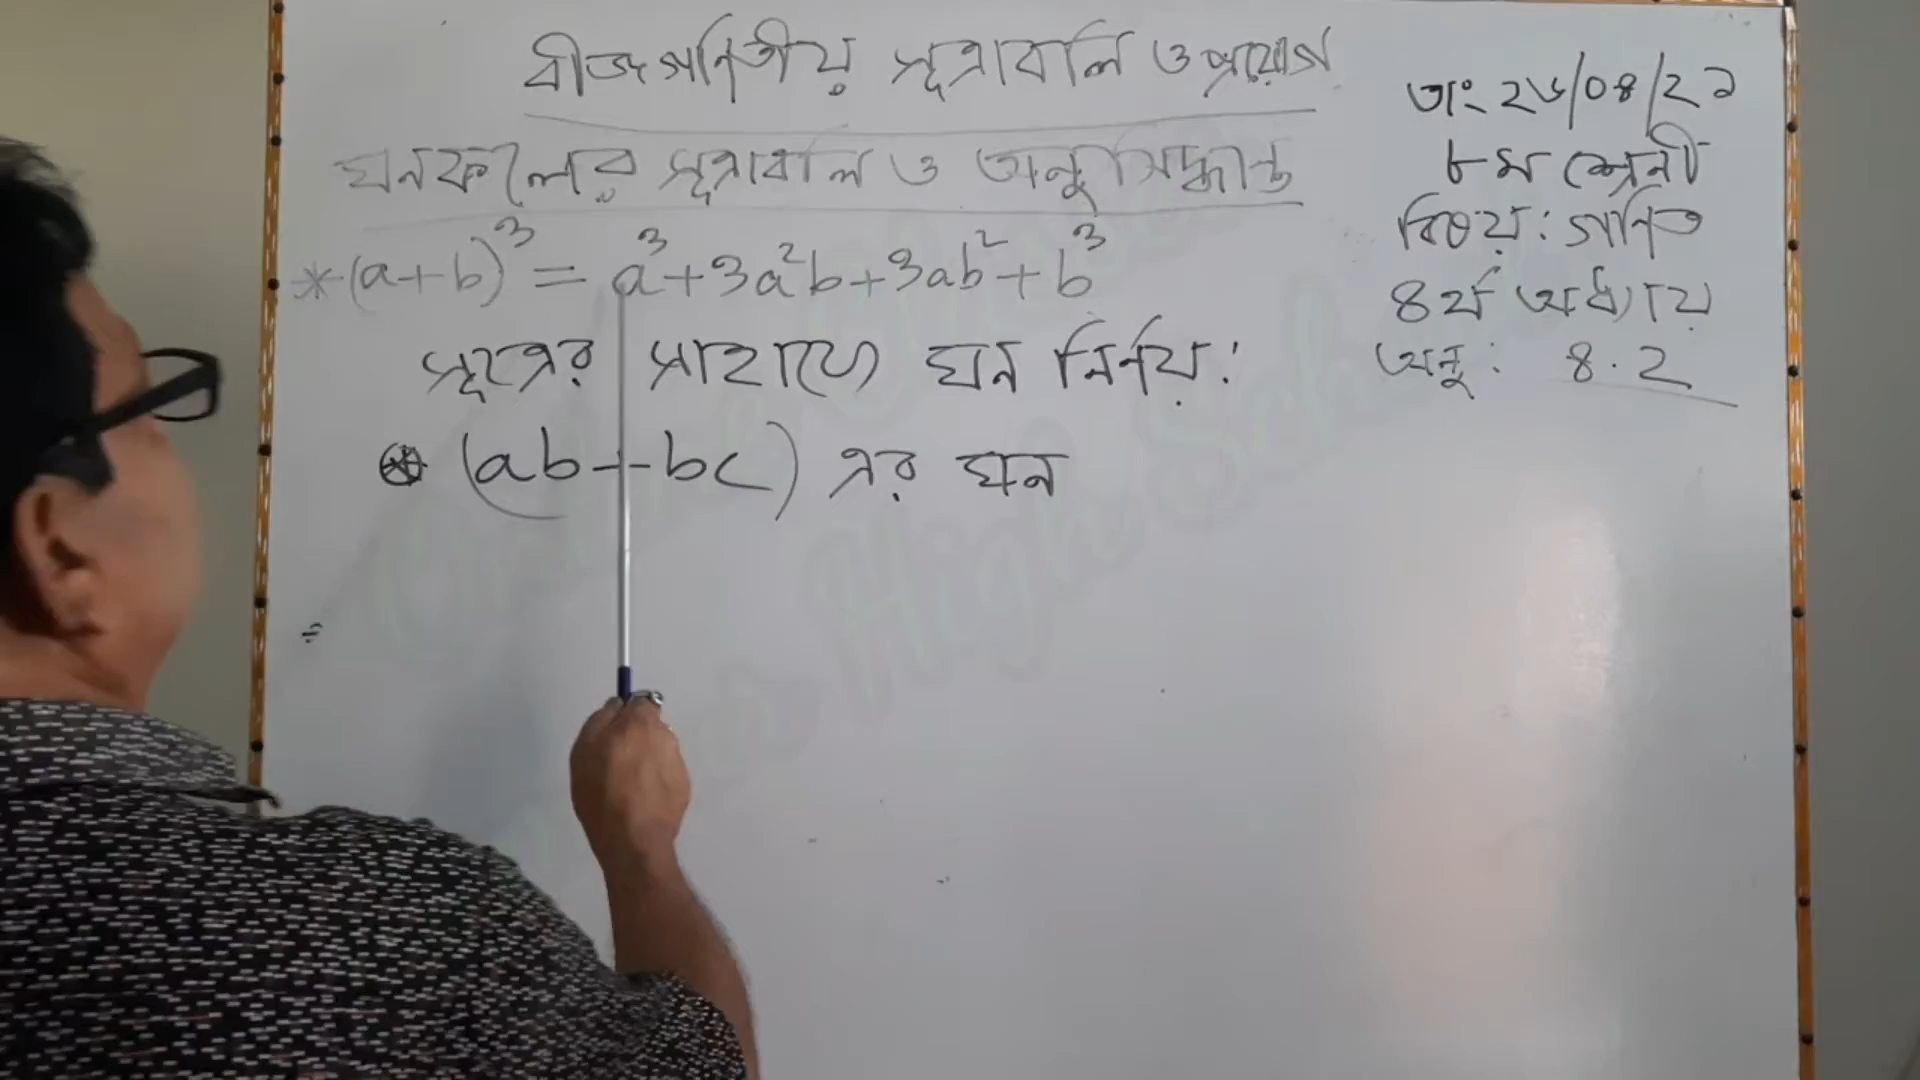 বীজগণিতীয় সূত্রাবলি ও প্রয়োগ
ঘনফলের সূত্রাবলি ও অনুসিদ্ধান্ত
*(a+b)³ = a³+3a²b+3ab²+b³
সূত্রের সাহায্যে ঘন নির্ণয়:
(ab+bc) এর ঘন
তাং ২৬/০৪/২১
৮ম শ্রেনী
বিষয়: গণিত
৪র্থ অধ্যায়
অনু: ৪.২